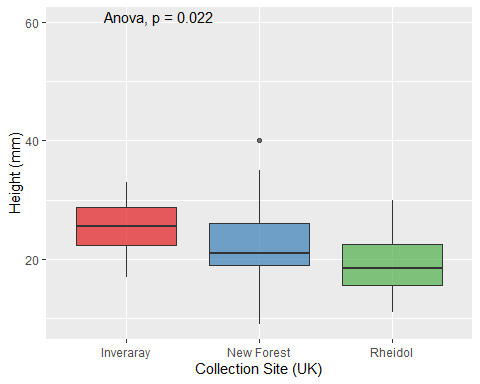 Anova, p = 0.022
60
40
20
Height (mm)
Inveraray New Forest Rheidol
Collection Site (UK)